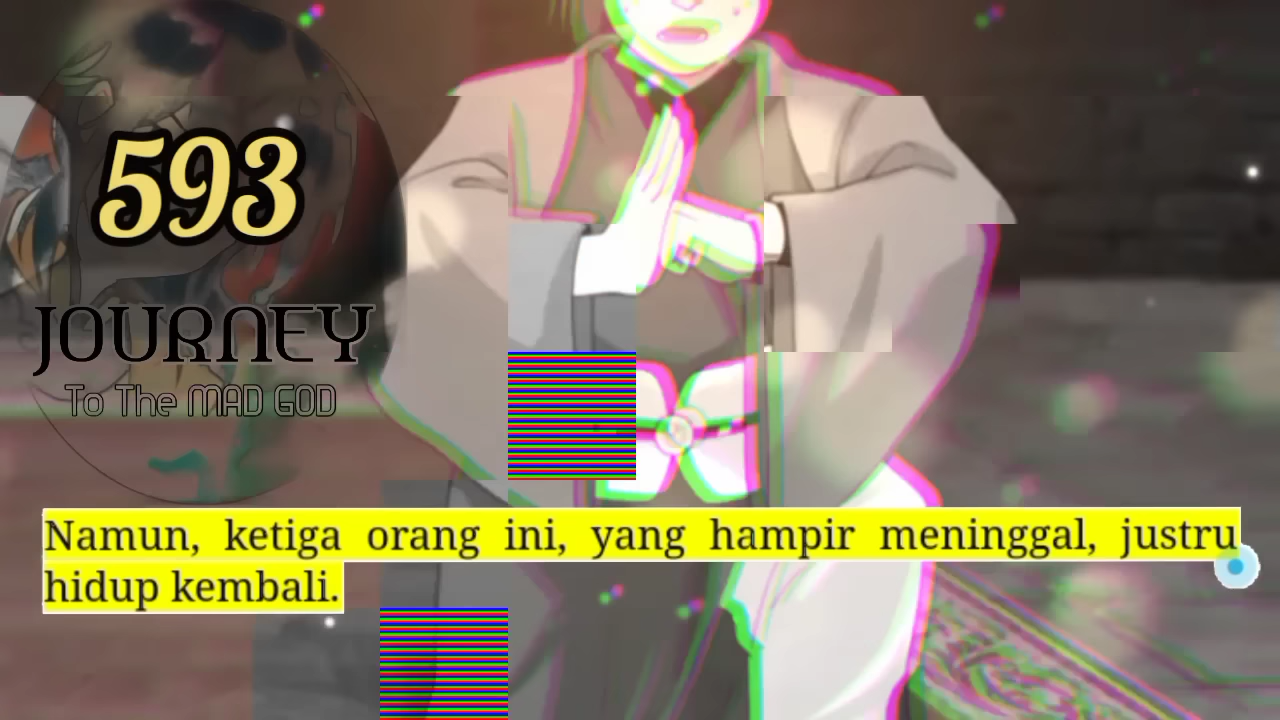 593
JOURNEY
To The MAD GOD
Namun, ketiga orang ini, yang hampir meninggal, justru
hidup kembali.